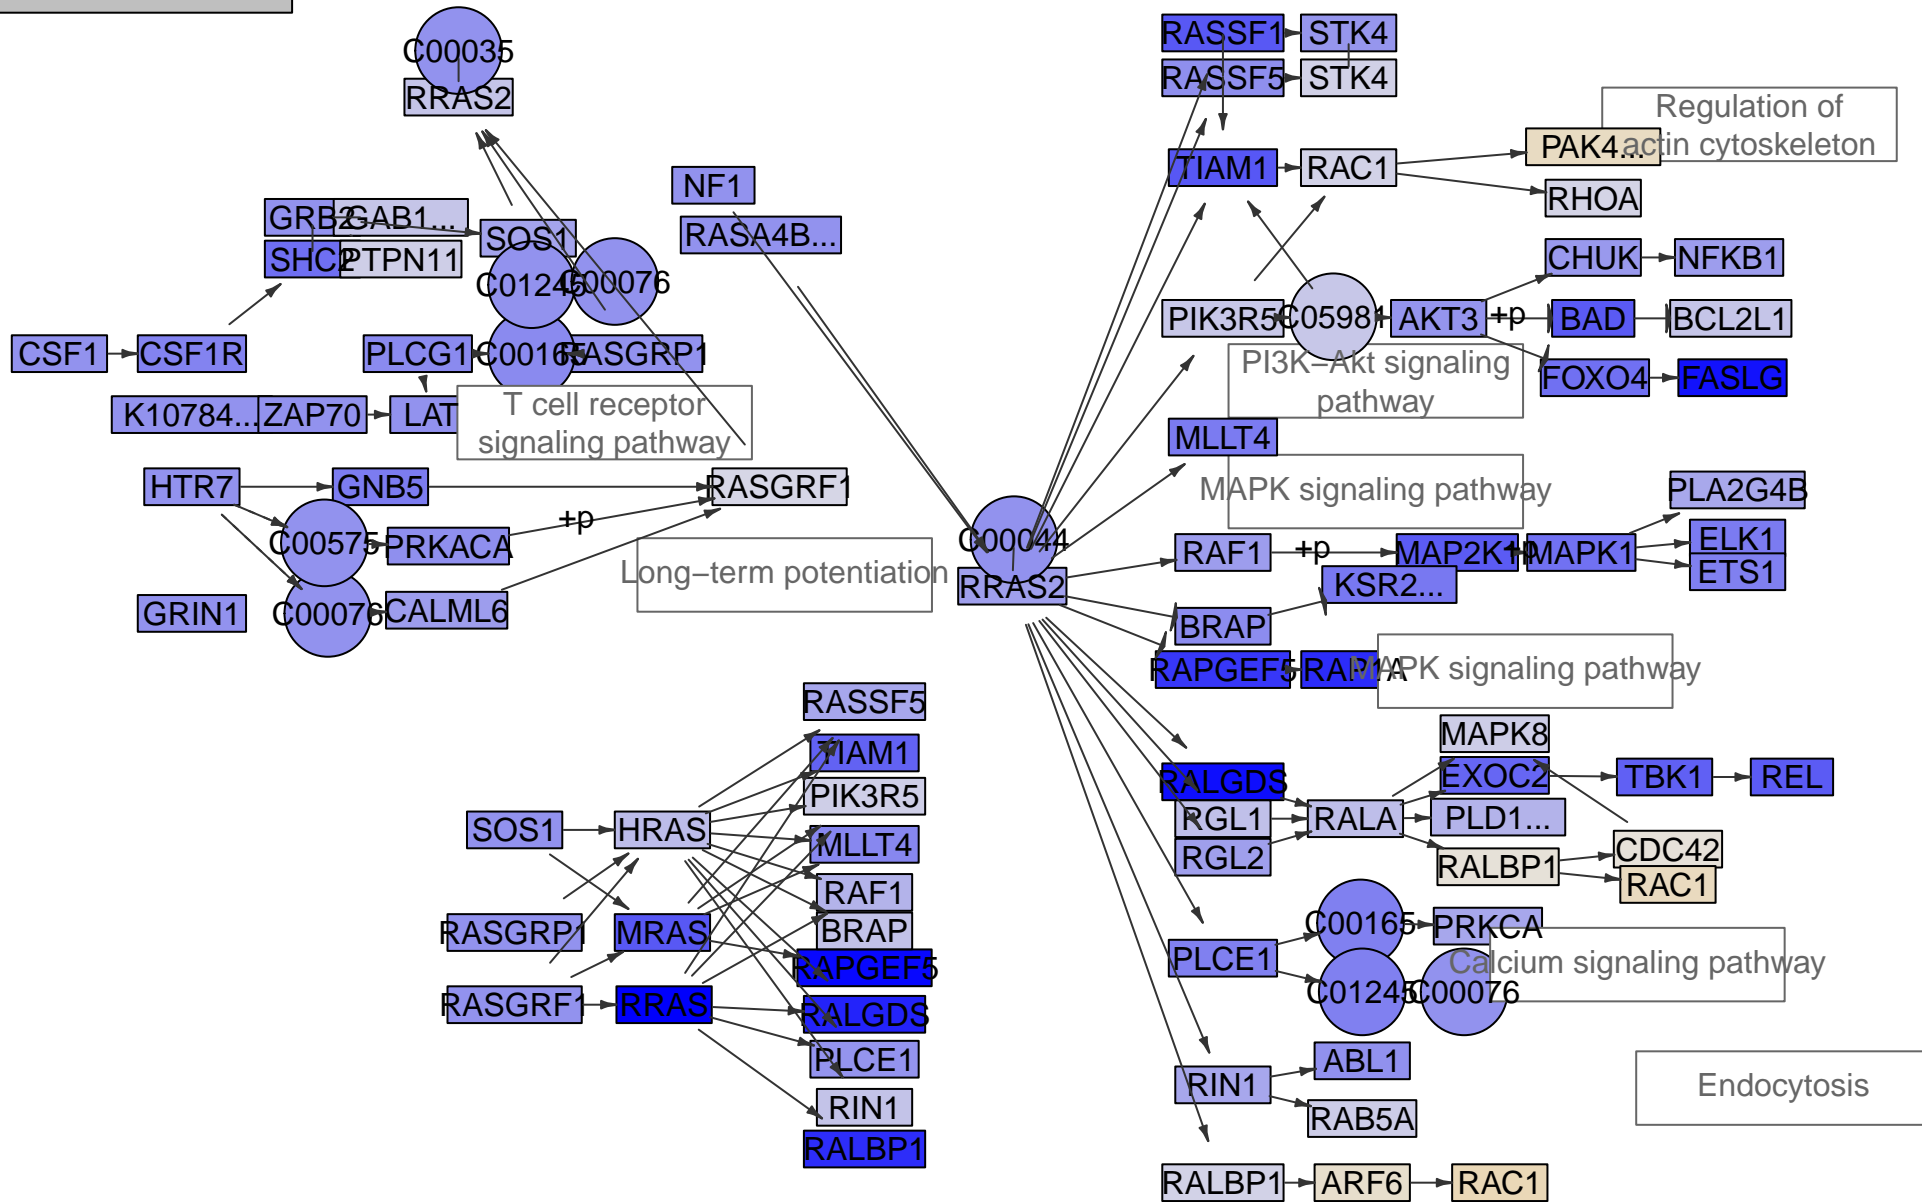 C00035
RRAS2
RASSF1
STK4
RASSF5
STK4
Regulation of
actin cytoskeleton
PAK4...
TIAM1
RAC1
RHOA
NF1
RASA4B...
GRB2
GAB1...
SHC2
PTPN11
SOS1
C01245
C00076
CHUK
NFKB1
PIK3R5
C05981
AKT3
+p
BAD
BCL2L1
CSF1
CSF1R
PLCG1
C00165
RASGRP1
PI3K–Akt signaling
pathway
FOXO4
FASLG
K10784...
ZAP70
LAT
T cell receptor
signaling pathway
MLLT4
HTR7
GNB5
RASGRF1
MAPK signaling pathway
PLA2G4B
C00575
PRKACA
+p
C00044
RRAS2
RAF1
+p
MAP2K1
+p
MAPK1
ELK1
ETS1
Long–term potentiation
KSR2...
GRIN1
C00076
CALML6
BRAP
RAPGEF5
RAP1A
MAPK signaling pathway
RASSF5
TIAM1
PIK3R5
MLLT4
RAF1
BRAP
RAPGEF5
RALGDS
PLCE1
RIN1
RALBP1
SOS1
HRAS
RASGRP1
MRAS
RASGRF1
RRAS
MAPK8
RALGDS
EXOC2
TBK1
REL
RGL1
RALA
PLD1...
RGL2
RALBP1
CDC42
RAC1
C00165
PRKCA
PLCE1
Calcium signaling pathway
C01245
C00076
ABL1
RIN1
RAB5A
Endocytosis
RALBP1
ARF6
RAC1